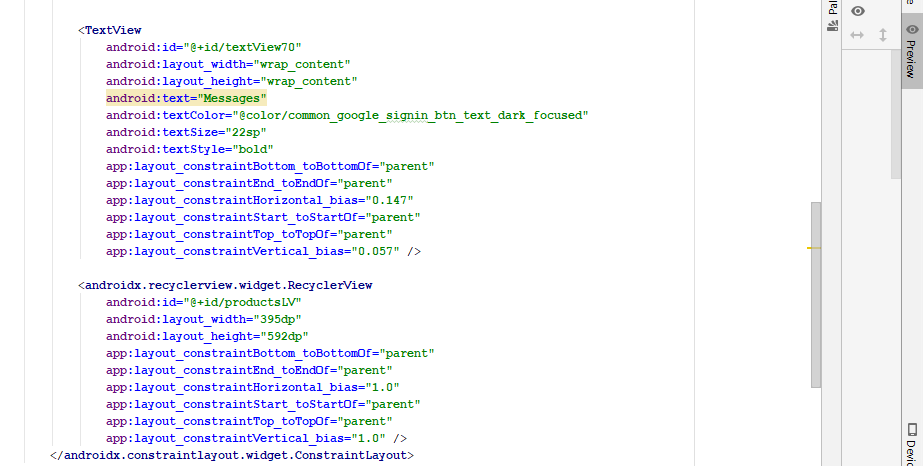 <TextView
android:id="@+id/textView70"
android:layout_width="wrap_content"
android:layout_height="wrap_content"
android:text="Messages"
android:textColor="@color/common_google_signin_btn_text_dark_focused"
android:textSize="22sp"
android:textStyle="bold"
app:layout_constraintBottom_toBottomOf="parent"
app:layout_constraintEnd_toEndOf="parent"
app:layout_constraintHorizontal_bias="0.147"
app:layout_constraintStart_toStartOf="parent"
app:layout_constraintTop_toTopOf="parent"
app:layout_constraintVertical_bias="0.057" />
<androidx.recyclerview.widget.RecyclerView
android:id="@+id/productsLV"
android:layout_width="395dp"
android:layout_height="592dp"
app:layout_constraintBottom_toBottomOf="parent"
app:layout_constraintEnd_toEndOf="parent"
app:layout_constraintHorizontal_bias="1.0"
app:layout_constraintStart_toStartOf="parent"
app:layout_constraintTop_toTopOf="parent"
app:layout_constraintVertical_bias="1.0" />
</androidx.constraintlayout.widget.ConstraintLayout>
Pal
Preview